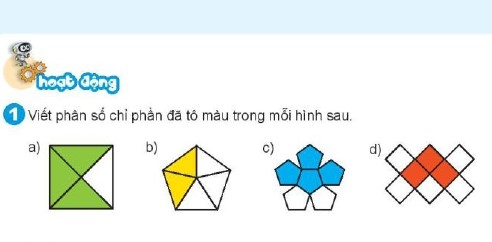 hoạt động
1 Viết phân số chỉ phần đã tô màu trong mỗi hình sau.
a) b) c) d)